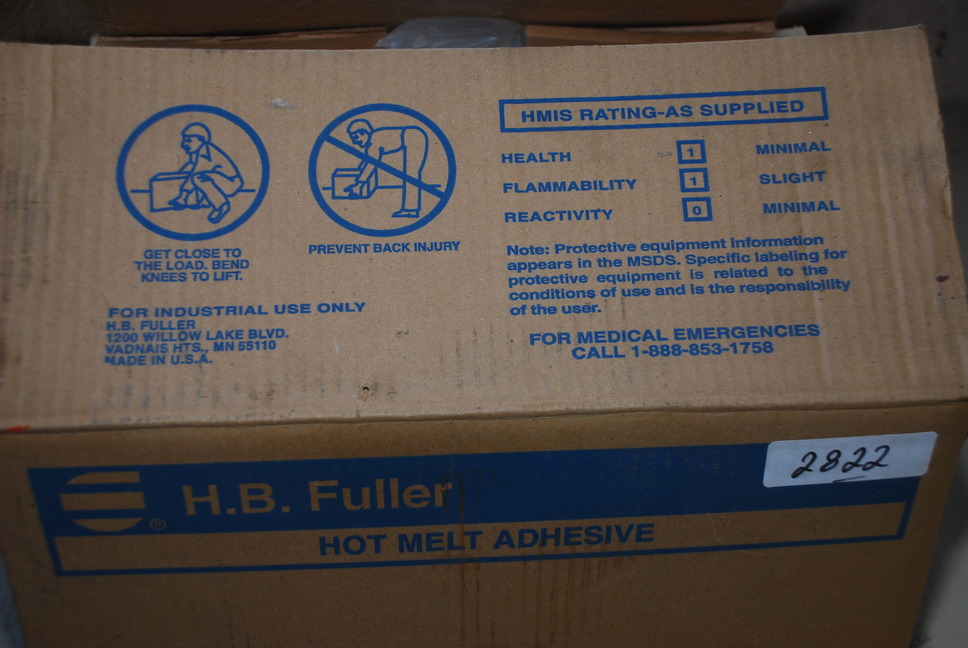 GET CLOSE TO
THE LOAD. BEND
KNEES TO LIFT.
PREVENT BACK INJURY
FOR INDUSTRIAL USE ONLY
H.B. FULLER
1200 WILLOW LAKE BLVD.
VADNAIS HTS., MN 55110
MADE IN U.S.A.
HMIS RATING-AS SUPPLIED
HEALTH 1 MINIMAL
FLAMMABILITY 1 SLIGHT
REACTIVITY 0 MINIMAL
Note: Protective equipment Information
appears in the MSDS. Specific labeling for
protective equipment is related to the
conditions of use and is the responsibility
of the user.
FOR MEDICAL EMERGENCIES
CALL 1-888-853-1758
2822
® H.B. Fuller
HOT MELT ADHESIVE